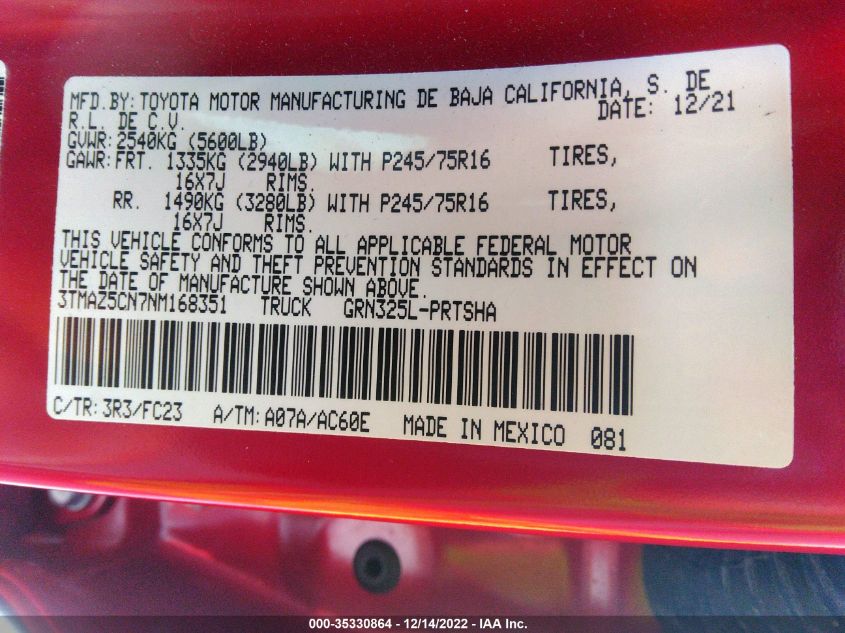 MFD. BY: TOYOTA MOTOR MANUFACTURING DE BAJA CALIFORNIA, S. DE
R.L. DE C.V. DATE: 12/21
GVWR: 2540KG (5600LB)
GAWR: FRT. 1335KG (2940LB) WITH P245/75R16 TIRES,
16X7J RIMS.
RR. 1490KG (3280LB) WITH P245/75R16 TIRES,
16X7J RIMS.
THIS VEHICLE CONFORMS TO ALL APPLICABLE FEDERAL MOTOR
VEHICLE SAFETY AND THEFT PREVENTION STANDARDS IN EFFECT ON
THE DATE OF MANUFACTURE SHOWN ABOVE.
3TMAZ5CN7NM168351 TRUCK GRN325L-PRTSHA
C/TR: 3R3/FC23 A/TM: A07A/AC60E MADE IN MEXICO 081
000-35330864 - 12/14/2022 - IAA Inc.